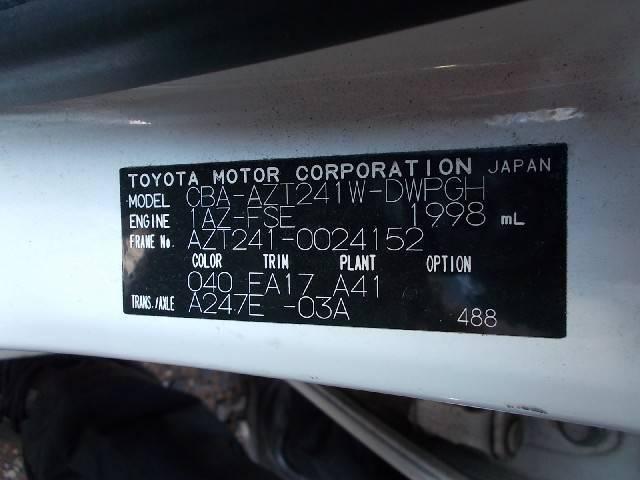 TOYOTA MOTOR CORPORATION JAPAN
MODEL CBA-AZT241W-DWPGH
ENGINE 1AZ-FSE 1998 mL
FRAME No. AZT241-0024152
COLOR TRIM PLANT OPTION
040 FA17 A41
TRANS./AXLE A247E -03A
488